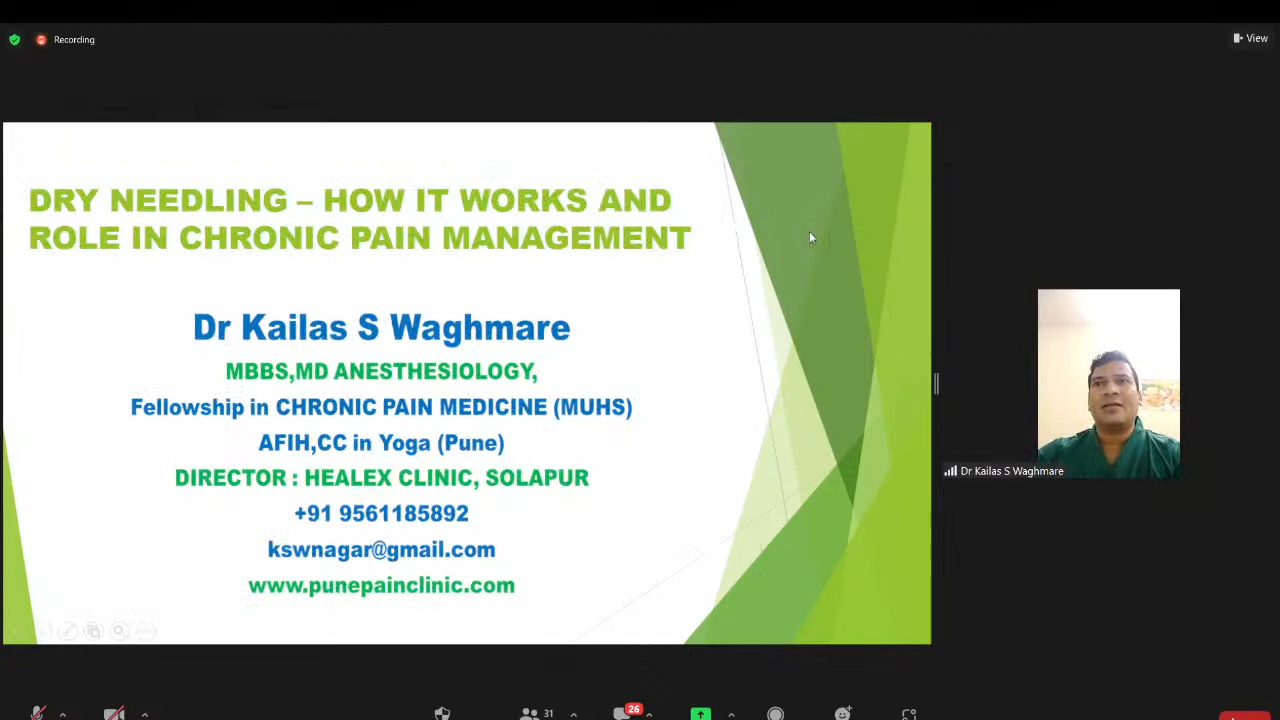 Recording
View
DRY NEEDLING – HOW IT WORKS AND
ROLE IN CHRONIC PAIN MANAGEMENT
Dr Kailas S Waghmare
MBBS,MD ANESTHESIOLOGY,
Fellowship in CHRONIC PAIN MEDICINE (MUHS)
AFIH,CC in Yoga (Pune)
DIRECTOR : HEALEX CLINIC, SOLAPUR
+91 9561185892
kswnagar@gmail.com
www.punepainclinic.com
Dr Kailas S Waghmare
31
26